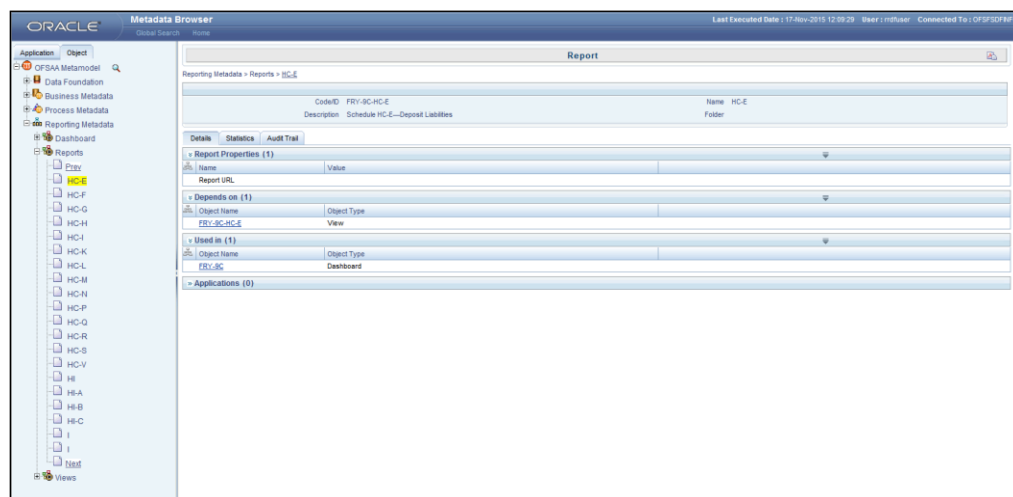 ORACLE
Metadata Browser
Last Executed Date : 17-Nov-2015 12:09:29 User : rrdfuser Connected To : OFSFSDFINF
Global Search Home
Application Object
OFSAA Metamodel
Data Foundation
Business Metadata
Process Metadata
Reporting Metadata
Dashboard
Reports
Prev
HC-E
HC-F
HC-G
HC-H
HC-I
HC-K
HC-L
HC-M
HC-N
HC-P
HC-Q
HC-R
HC-S
HC-V
HI
HI-A
HI-B
HI-C
I
I
Next
Views
Report
Reporting Metadata > Reports > HC-E
Code/ID FRY-9C-HC-E Name HC-E
Description Schedule HC-E—Deposit Liabilities Folder
Details Statistics Audit Trail
Report Properties (1)
Name Value
Report URL
Depends on (1)
Object Name Object Type
FRY-9C-HC-E View
Used in (1)
Object Name Object Type
FRY-9C Dashboard
Applications (0)